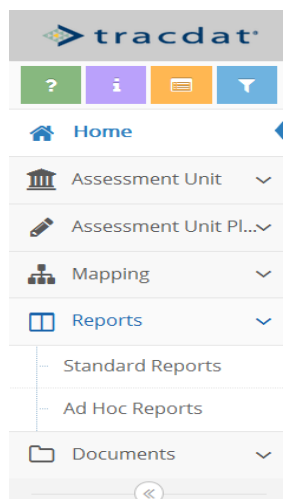 tracdat
? i
Home
Assessment Unit
Assessment Unit Pl...
Mapping
Reports
Standard Reports
Ad Hoc Reports
Documents